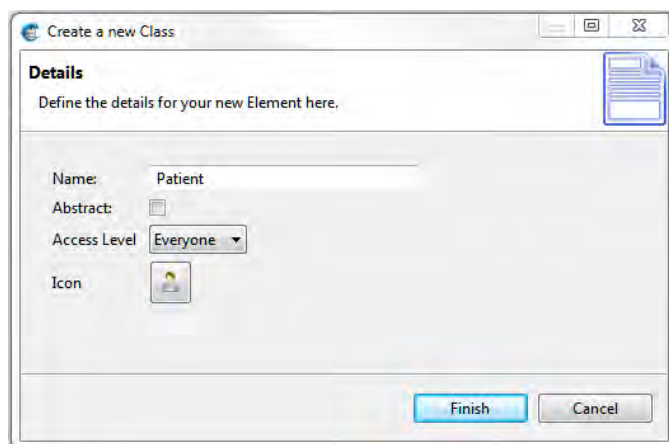 Create a new Class
Details
Define the details for your new Element here.
Name: Patient
Abstract:
Access Level Everyone
Icon
Finish Cancel